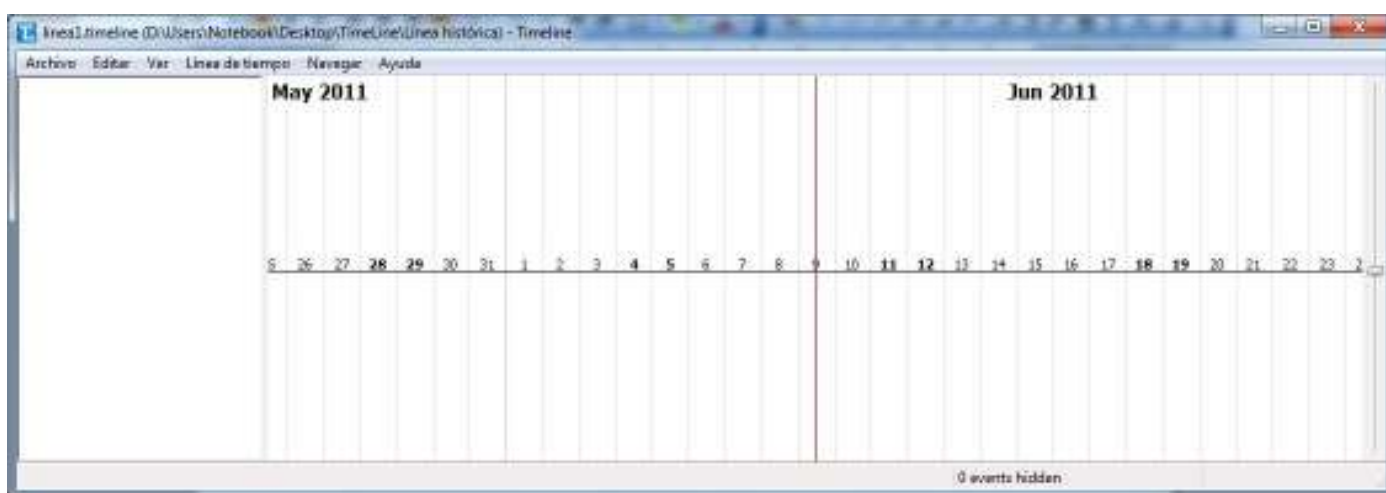 linea1.timeline (D:\Users\Notebook\Desktop\TimeLine\Línea histórica) - Timeline
Archivo Editar Ver Línea de tiempo Navegar Ayuda
May 2011 Jun 2011
5 26 27 28 29 30 31 1 2 3 4 5 6 7 8 9 10 11 12 13 14 15 16 17 18 19 20 21 22 23 2
0 events hidden